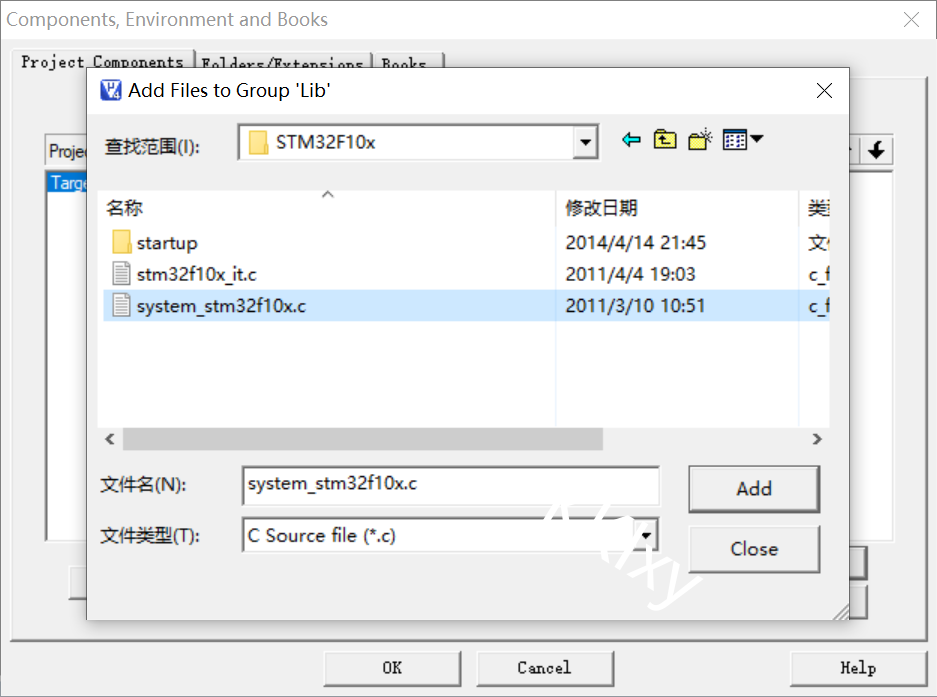 Components, Environment and Books
Project Components Folders/Extensions Books
Add Files to Group 'Lib'
查找范围(I): STM32F10x
Projec
Targe
名称 修改日期
startup 2014/4/14 21:45
stm32f10x_it.c 2011/4/4 19:03 c_f
system_stm32f10x.c 2011/3/10 10:51 c_f
文件名(N): system_stm32f10x.c Add
文件类型(T): C Source file (*.c) Close
OK Cancel Help